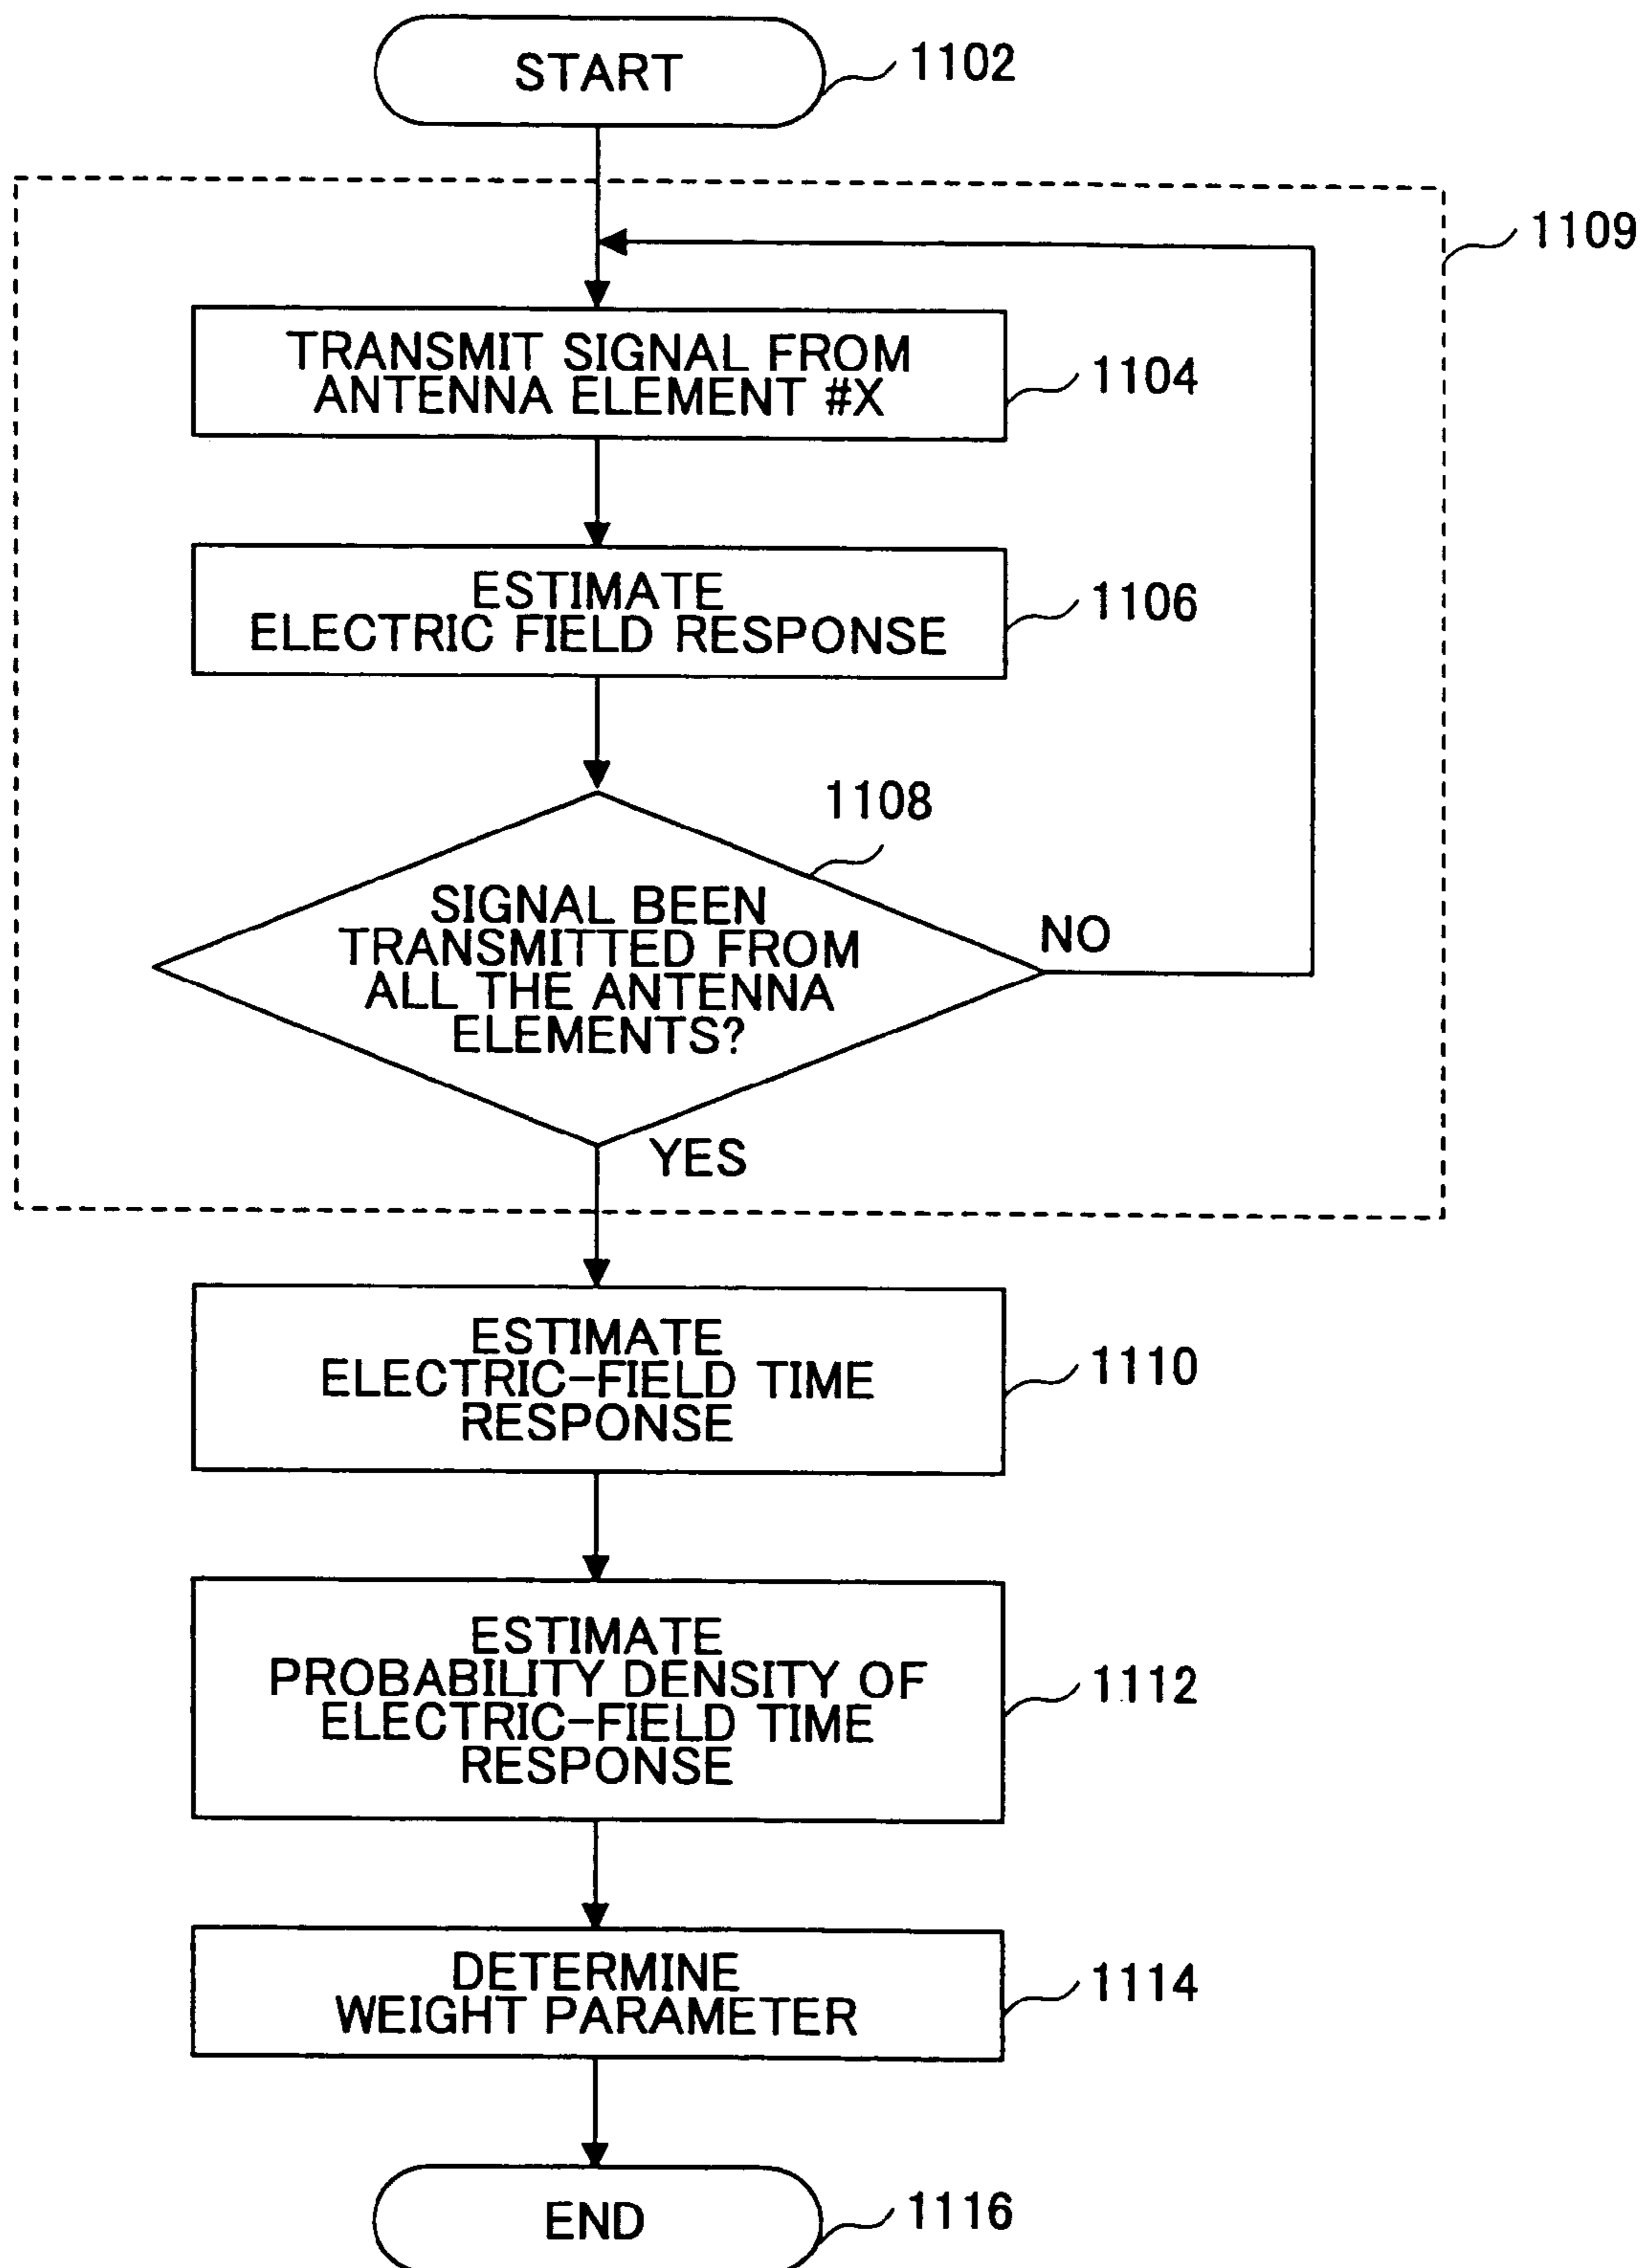 START
1102
1109
TRANSMIT SIGNAL FROM
ANTENNA ELEMENT #X
1104
ESTIMATE
ELECTRIC FIELD RESPONSE
1106
1108
SIGNAL BEEN
TRANSMITTED FROM
ALL THE ANTENNA
ELEMENTS?
NO
YES
ESTIMATE
ELECTRIC-FIELD TIME
RESPONSE
1110
ESTIMATE
PROBABILITY DENSITY OF
ELECTRIC-FIELD TIME
RESPONSE
1112
DETERMINE
WEIGHT PARAMETER
1114
END
1116